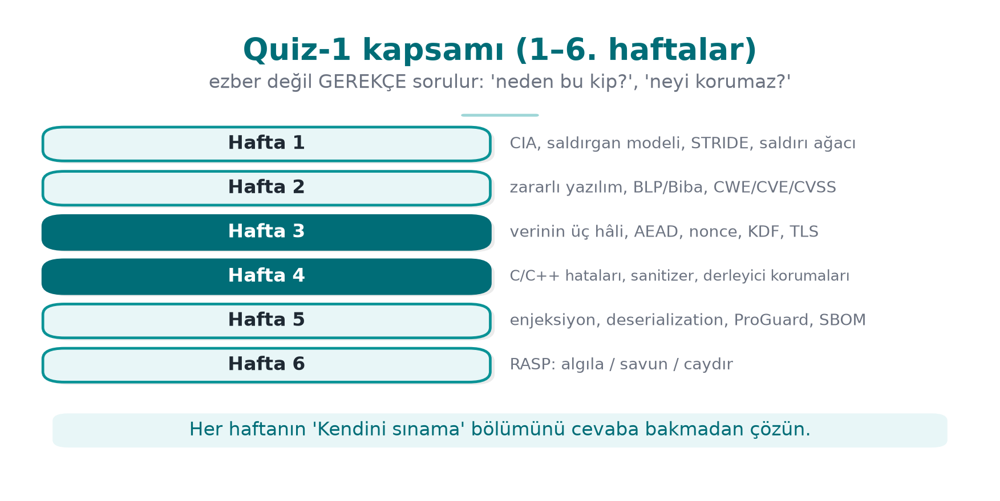 Quiz-1 kapsamı (1–6. haftalar)
ezber değil GEREKÇE sorulur: 'neden bu kip?', 'neyi korumaz?'
Hafta 1
CIA, saldırgan modeli, STRIDE, saldırı ağacı
Hafta 2
zararlı yazılım, BLP/Biba, CWE/CVE/CVSS
Hafta 3
verinin üç hâli, AEAD, nonce, KDF, TLS
Hafta 4
C/C++ hataları, sanitizer, derleyici korumaları
Hafta 5
enjeksiyon, deserialization, ProGuard, SBOM
Hafta 6
RASP: algıla / savun / caydır
Her haftanın 'Kendini sınama' bölümünü cevaba bakmadan çözün.